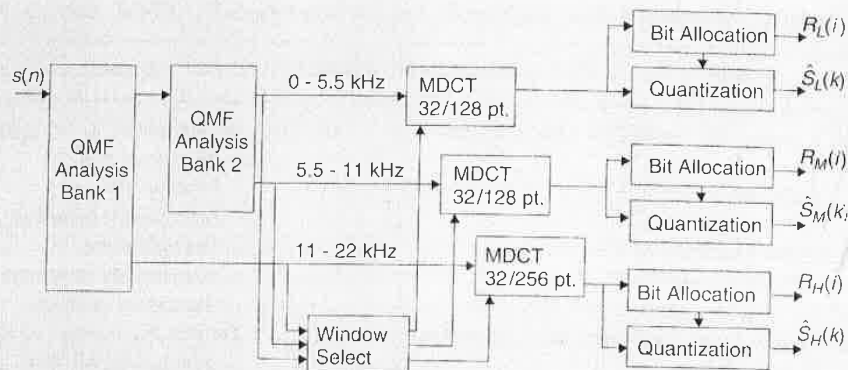 s(n)
QMF
Analysis
Bank 1
QMF
Analysis
Bank 2
0 - 5.5 kHz
5.5 - 11 kHz
11 - 22 kHz
MDCT
32/128 pt.
MDCT
32/128 pt.
MDCT
32/256 pt.
Window
Select
Bit Allocation
R_L(i)
Quantization
Ŝ_L(k)
Bit Allocation
R_M(i)
Quantization
Ŝ_M(k)
Bit Allocation
R_H(i)
Quantization
Ŝ_H(k)